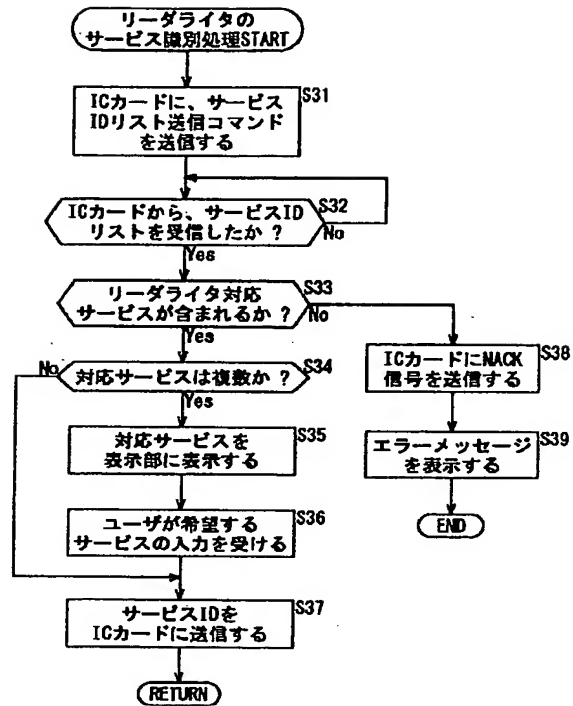 リーダライタの
サービス識別処理START
ICカードに、サービス
IDリスト送信コマンド
を送信する
S31
ICカードから、サービスID
リストを受信したか ?
S32
No
Yes
リーダライタ対応
サービスが含まれるか ?
S33
No
Yes
対応サービスは複数か ?
S34
No
Yes
対応サービスを
表示部に表示する
S35
ユーザが希望する
サービスの入力を受ける
S36
サービスIDを
ICカードに送信する
S37
RETURN
ICカードにNACK
信号を送信する
S38
エラーメッセージ
を表示する
S39
END